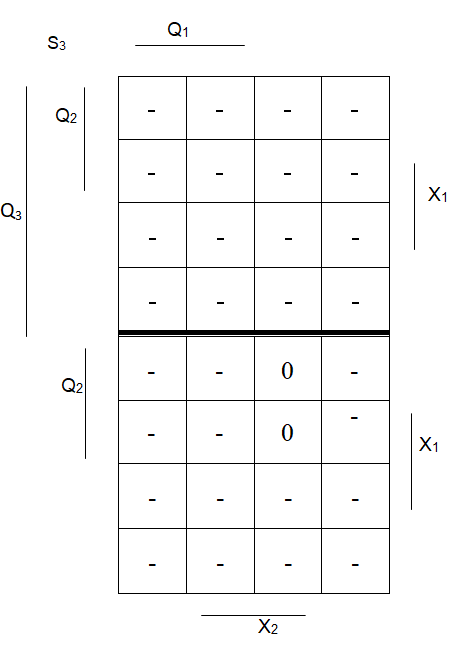 S₃ Q₁
Q₂ - - - -
- - - - X₁
Q₃ - - - -
- - - -
Q₂ - - 0 -
- - 0 - X₁
- - - -
- - - -
X₂